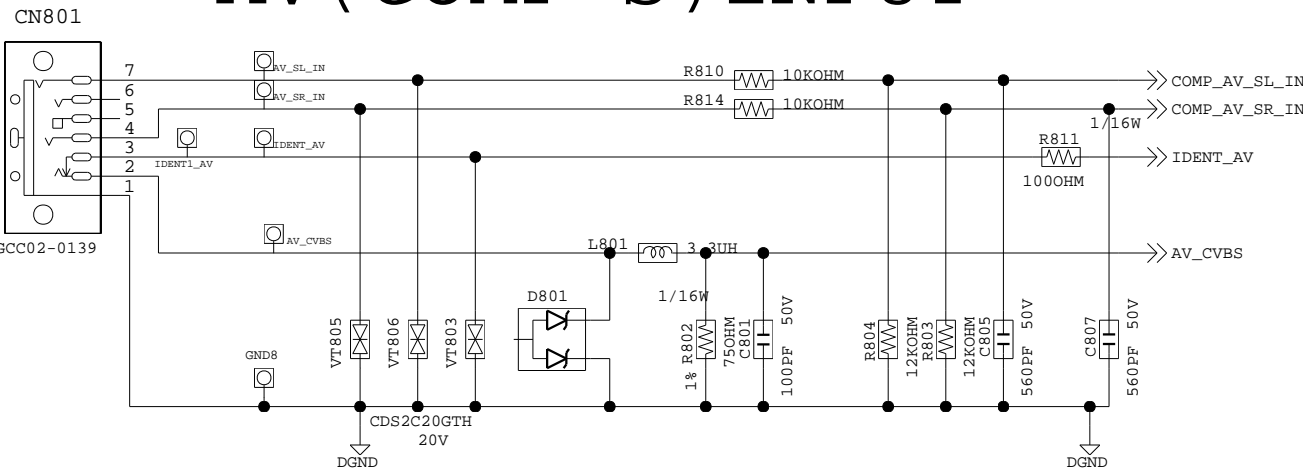 AV ( COMP - S ) INPUT
CN801
7
6
5
4
3
2
1
GCC02-0139
AV_SL_IN
AV_SR_IN
IDENT1_AV
IDENT_AV
AV_CVBS
GND8
R810 10KOHM
R814 10KOHM
COMP_AV_SL_IN
COMP_AV_SR_IN
1/16W
R811
100OHM
IDENT_AV
L801 3.3UH
AV_CVBS
D801
1/16W
VT805
VT806
VT803
CDS2C20GTH
20V
1% R802
75OHM
C801
100PF 50V
R804
12KOHM
R803
12KOHM
C805
560PF 50V
C807
560PF 50V
DGND
DGND